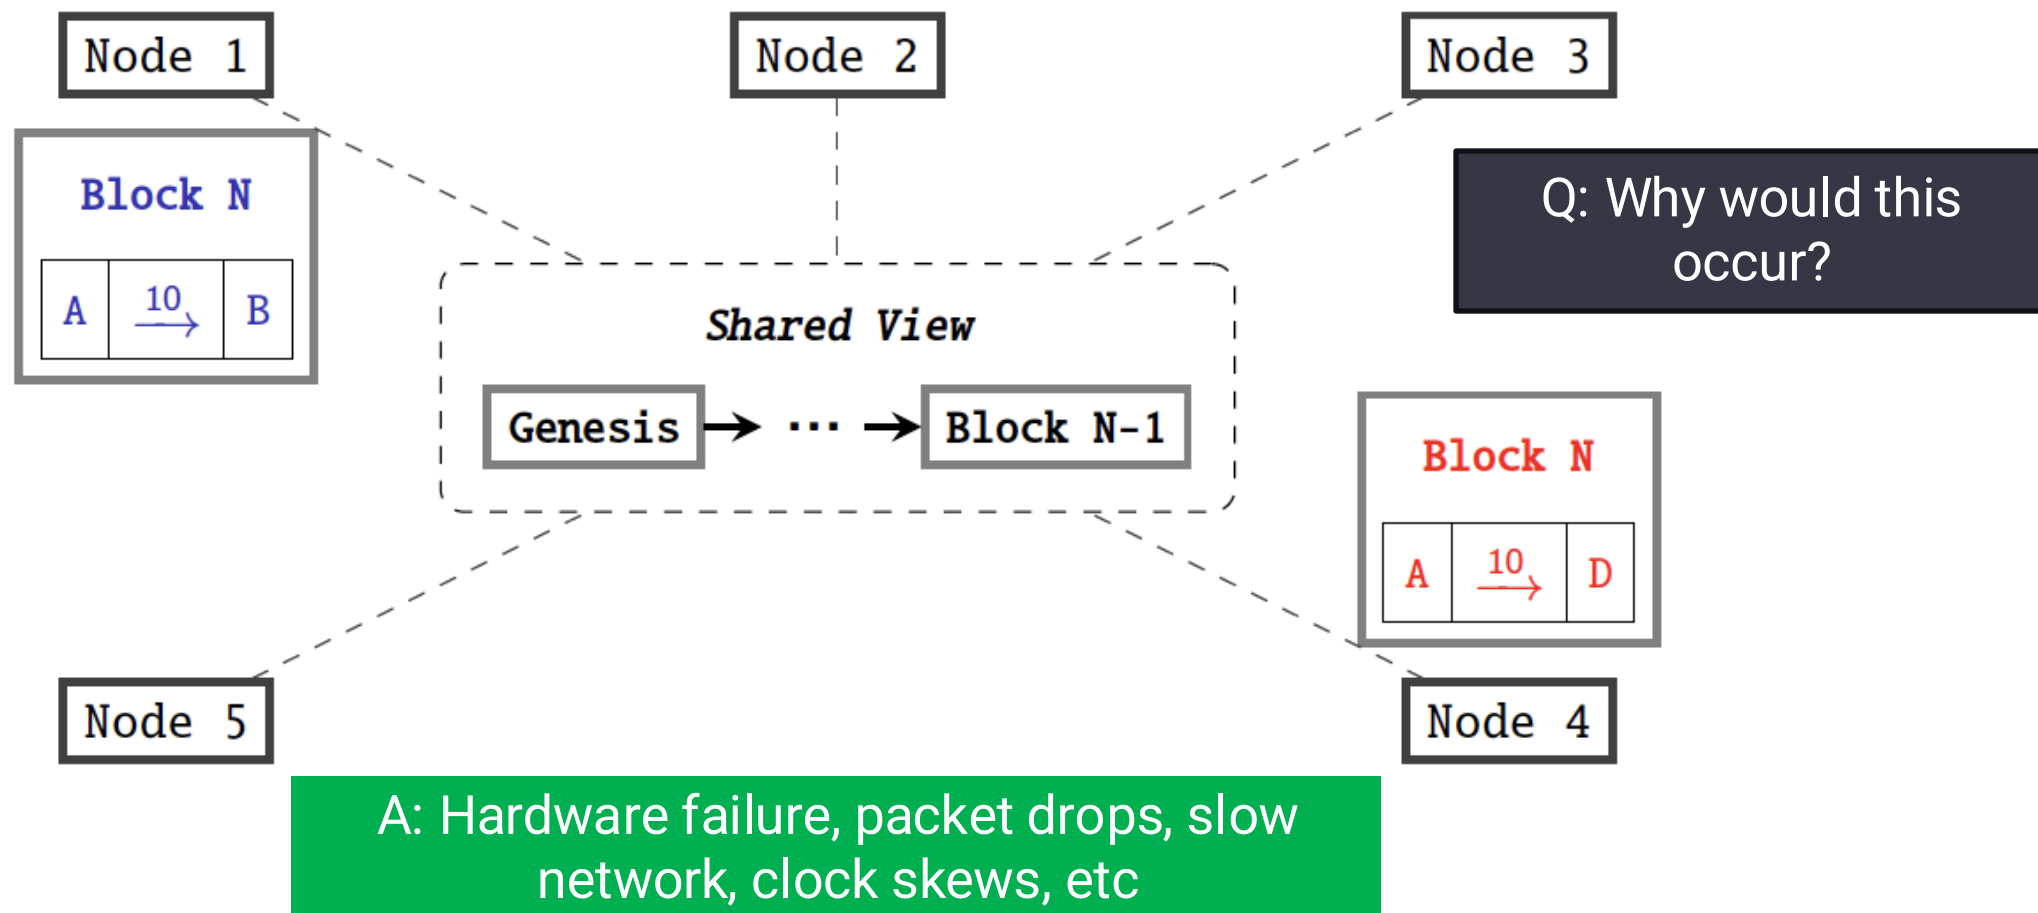 Node 1
Node 2
Node 3
Block N
A 10 → B
Q: Why would this
occur?
Shared View
Genesis → ... → Block N-1
Block N
A 10 → D
Node 5
Node 4
A: Hardware failure, packet drops, slow
network, clock skews, etc